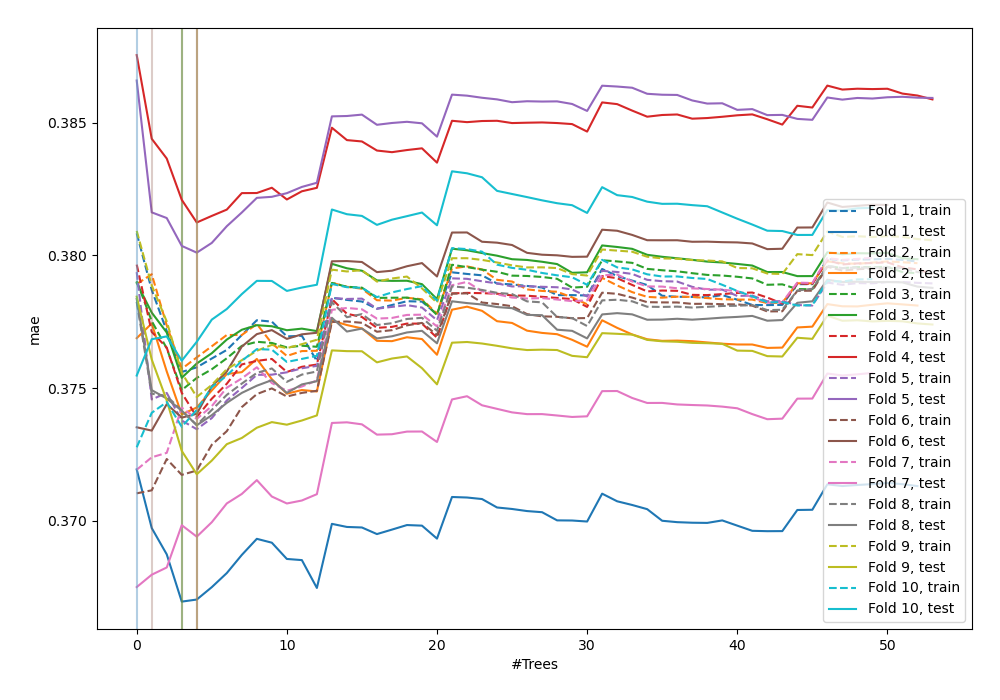 mae
0.385
0.380
0.375
0.370
0
10
20
30
40
50
#Trees
Fold 1, train
Fold 1, test
Fold 2, train
Fold 2, test
Fold 3, train
Fold 3, test
Fold 4, train
Fold 4, test
Fold 5, train
Fold 5, test
Fold 6, train
Fold 6, test
Fold 7, train
Fold 7, test
Fold 8, train
Fold 8, test
Fold 9, train
Fold 9, test
Fold 10, train
Fold 10, test